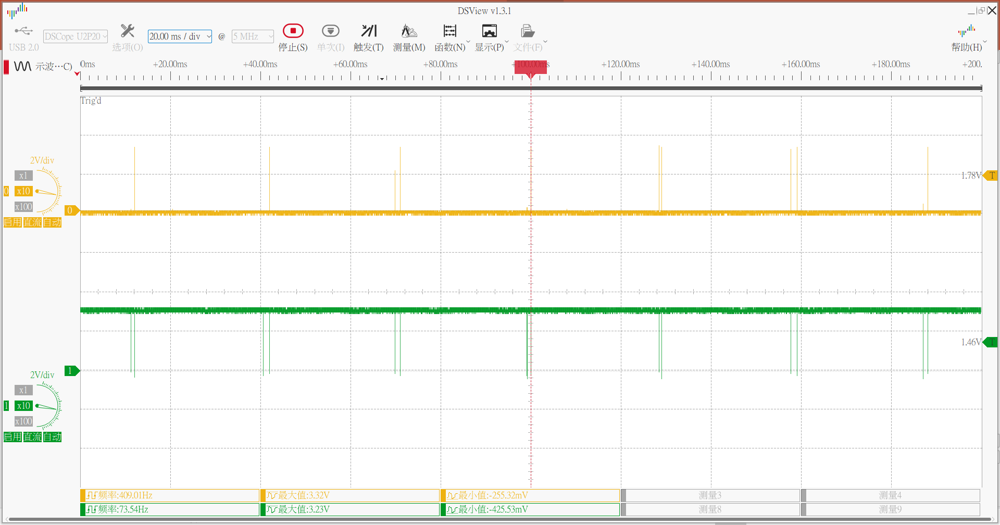 DSView v1.3.1
USB 2.0
DSCope U2P20
选项(O)
20.00 ms / div
@
5 MHz
停止(S)
单次(I)
触发(T)
测量(M)
函数(N)
显示(P)
文件(F)
帮助(H)
示波⋯C)
0ms +20.00ms +40.00ms +60.00ms +80.00ms +100.00ms +120.00ms +140.00ms +160.00ms +180.00ms +200.
Trig'd
2V/div
x1
0 x10
x100
启用 直流 自动
0
1.78V T
2V/div
x1
1 x10
x100
启用 直流 自动
1
1.46V T
频率:409.01Hz 最大值:3.32V 最小值:-255.32mV 测量3 测量4
频率:73.54Hz 最大值:3.23V 最小值:-425.53mV 测量8 测量9